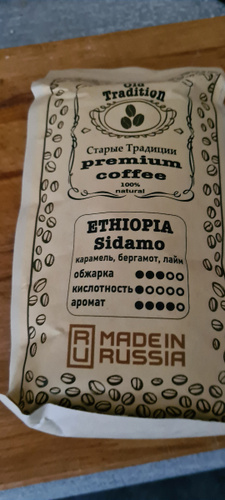 Old
Tradition
Старые Традиции
premium
coffee
100%
natural
ETHIOPIA
Sidamo
карамель, бергамот, лайм
обжарка
кислотность
аромат
RU MADE IN
RUSSIA